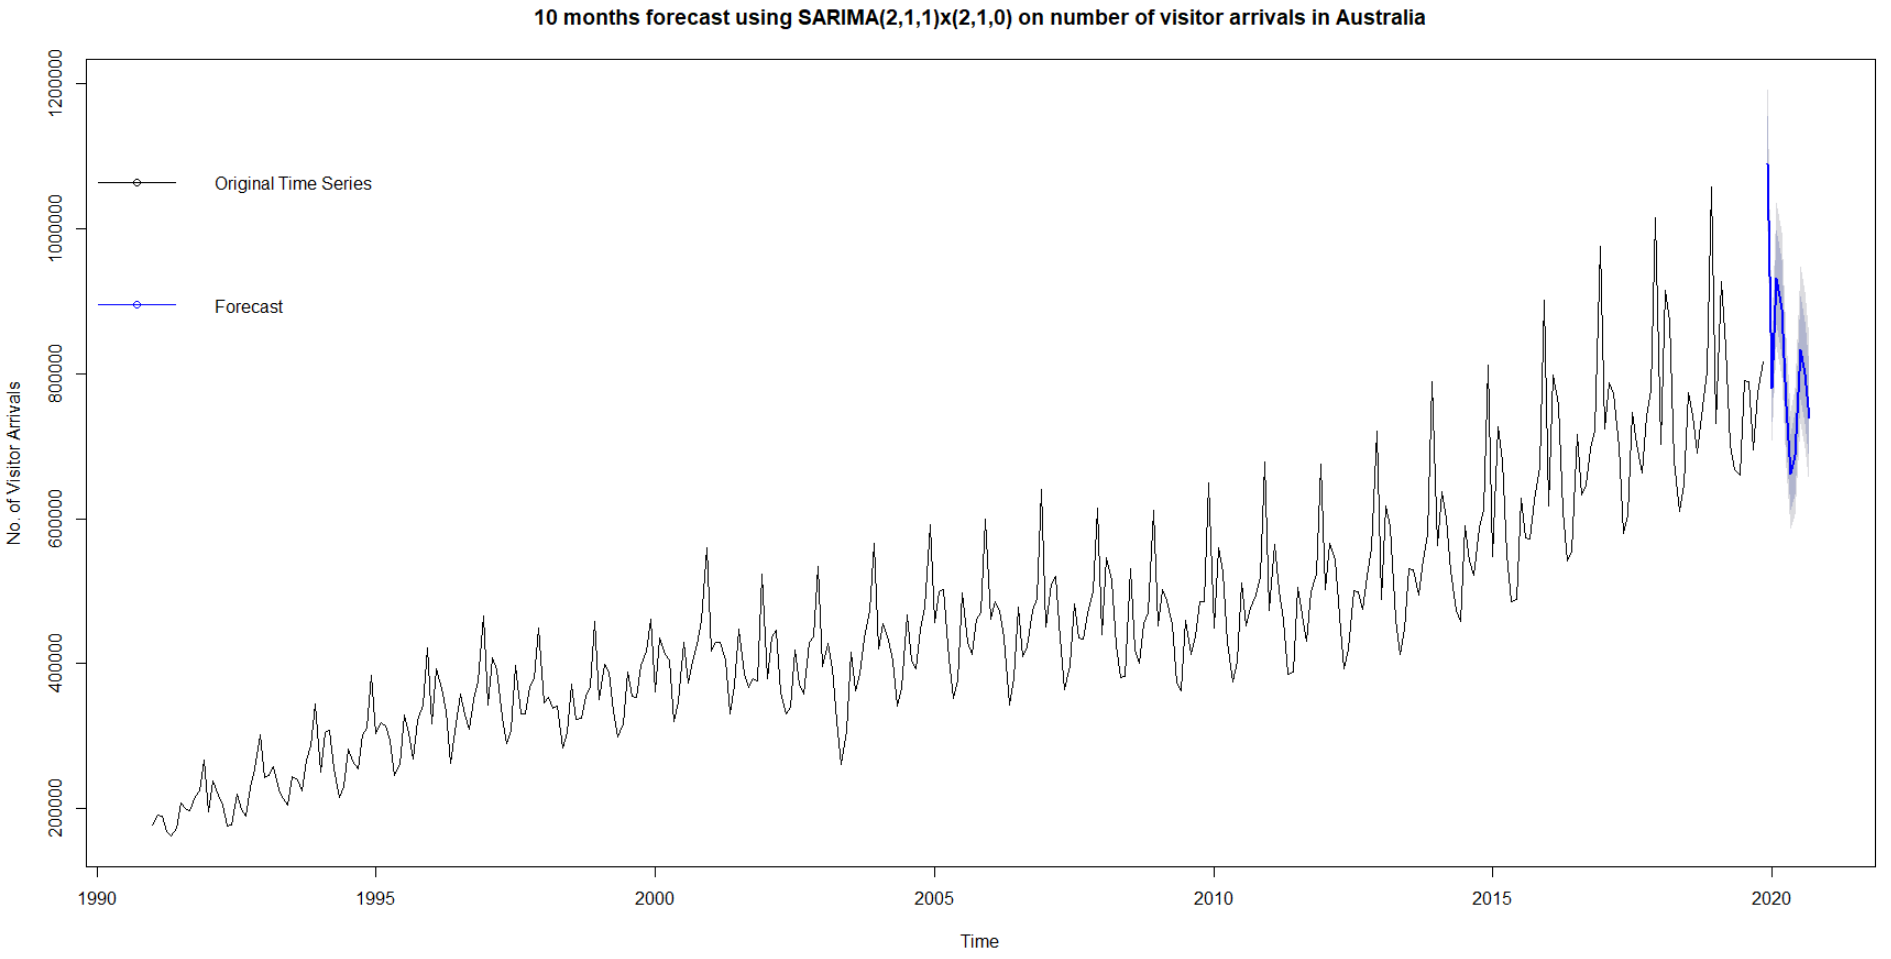 10 months forecast using SARIMA(2,1,1)x(2,1,0) on number of visitor arrivals in Australia
1200000
1000000
800000
600000
400000
200000
No. of Visitor Arrivals
Original Time Series
Forecast
1990
1995
2000
2005
2010
2015
2020
Time